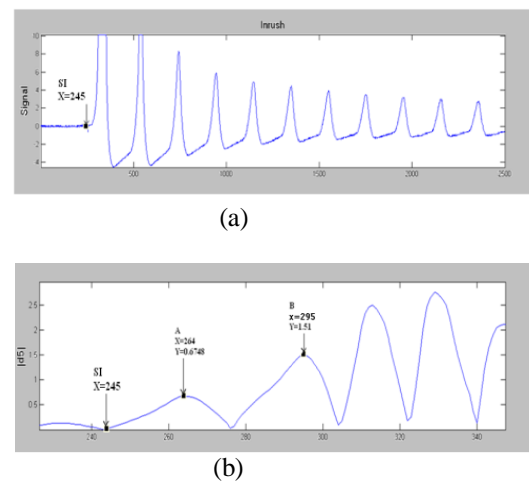 Inrush
10
8
6
4
2
0
2
4
Signal
SI
X=245
500
1000
1500
2000
2500
(a)
2.5
2
1.5
1
0.5
|d5|
SI
X=245
A
X=264
Y=0.6748
B
x=295
Y=1.51
240
260
280
300
320
340
(b)